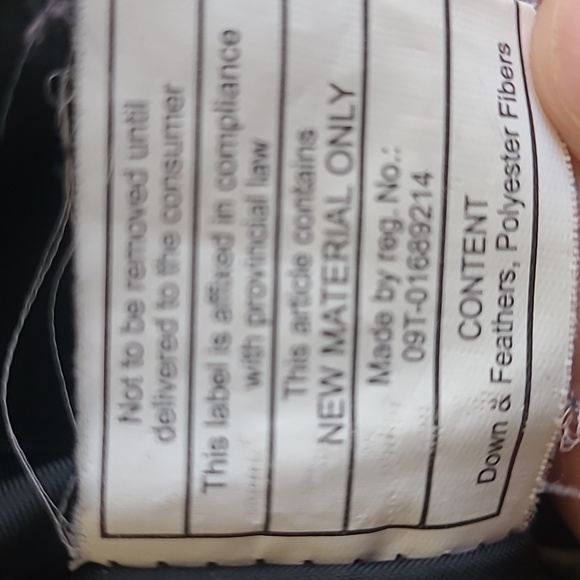 Not to be removed until
delivered to the consumer
This label is affixed in compliance
with provincial law
This article contains
NEW MATERIAL ONLY
Made by reg. No.:
09T-01689214
CONTENT
Down & Feathers, Polyester Fibers